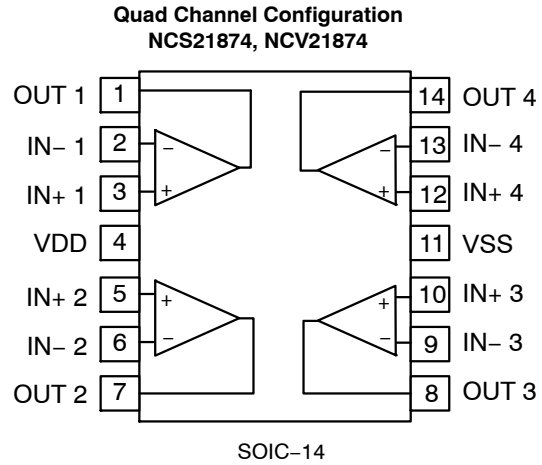 Quad Channel Configuration
NCS21874, NCV21874
OUT 1 1 14 OUT 4
IN− 1 2 − − 13 IN− 4
IN+ 1 3 + + 12 IN+ 4
VDD 4 11 VSS
IN+ 2 5 + + 10 IN+ 3
IN− 2 6 − − 9 IN− 3
OUT 2 7 8 OUT 3
SOIC−14